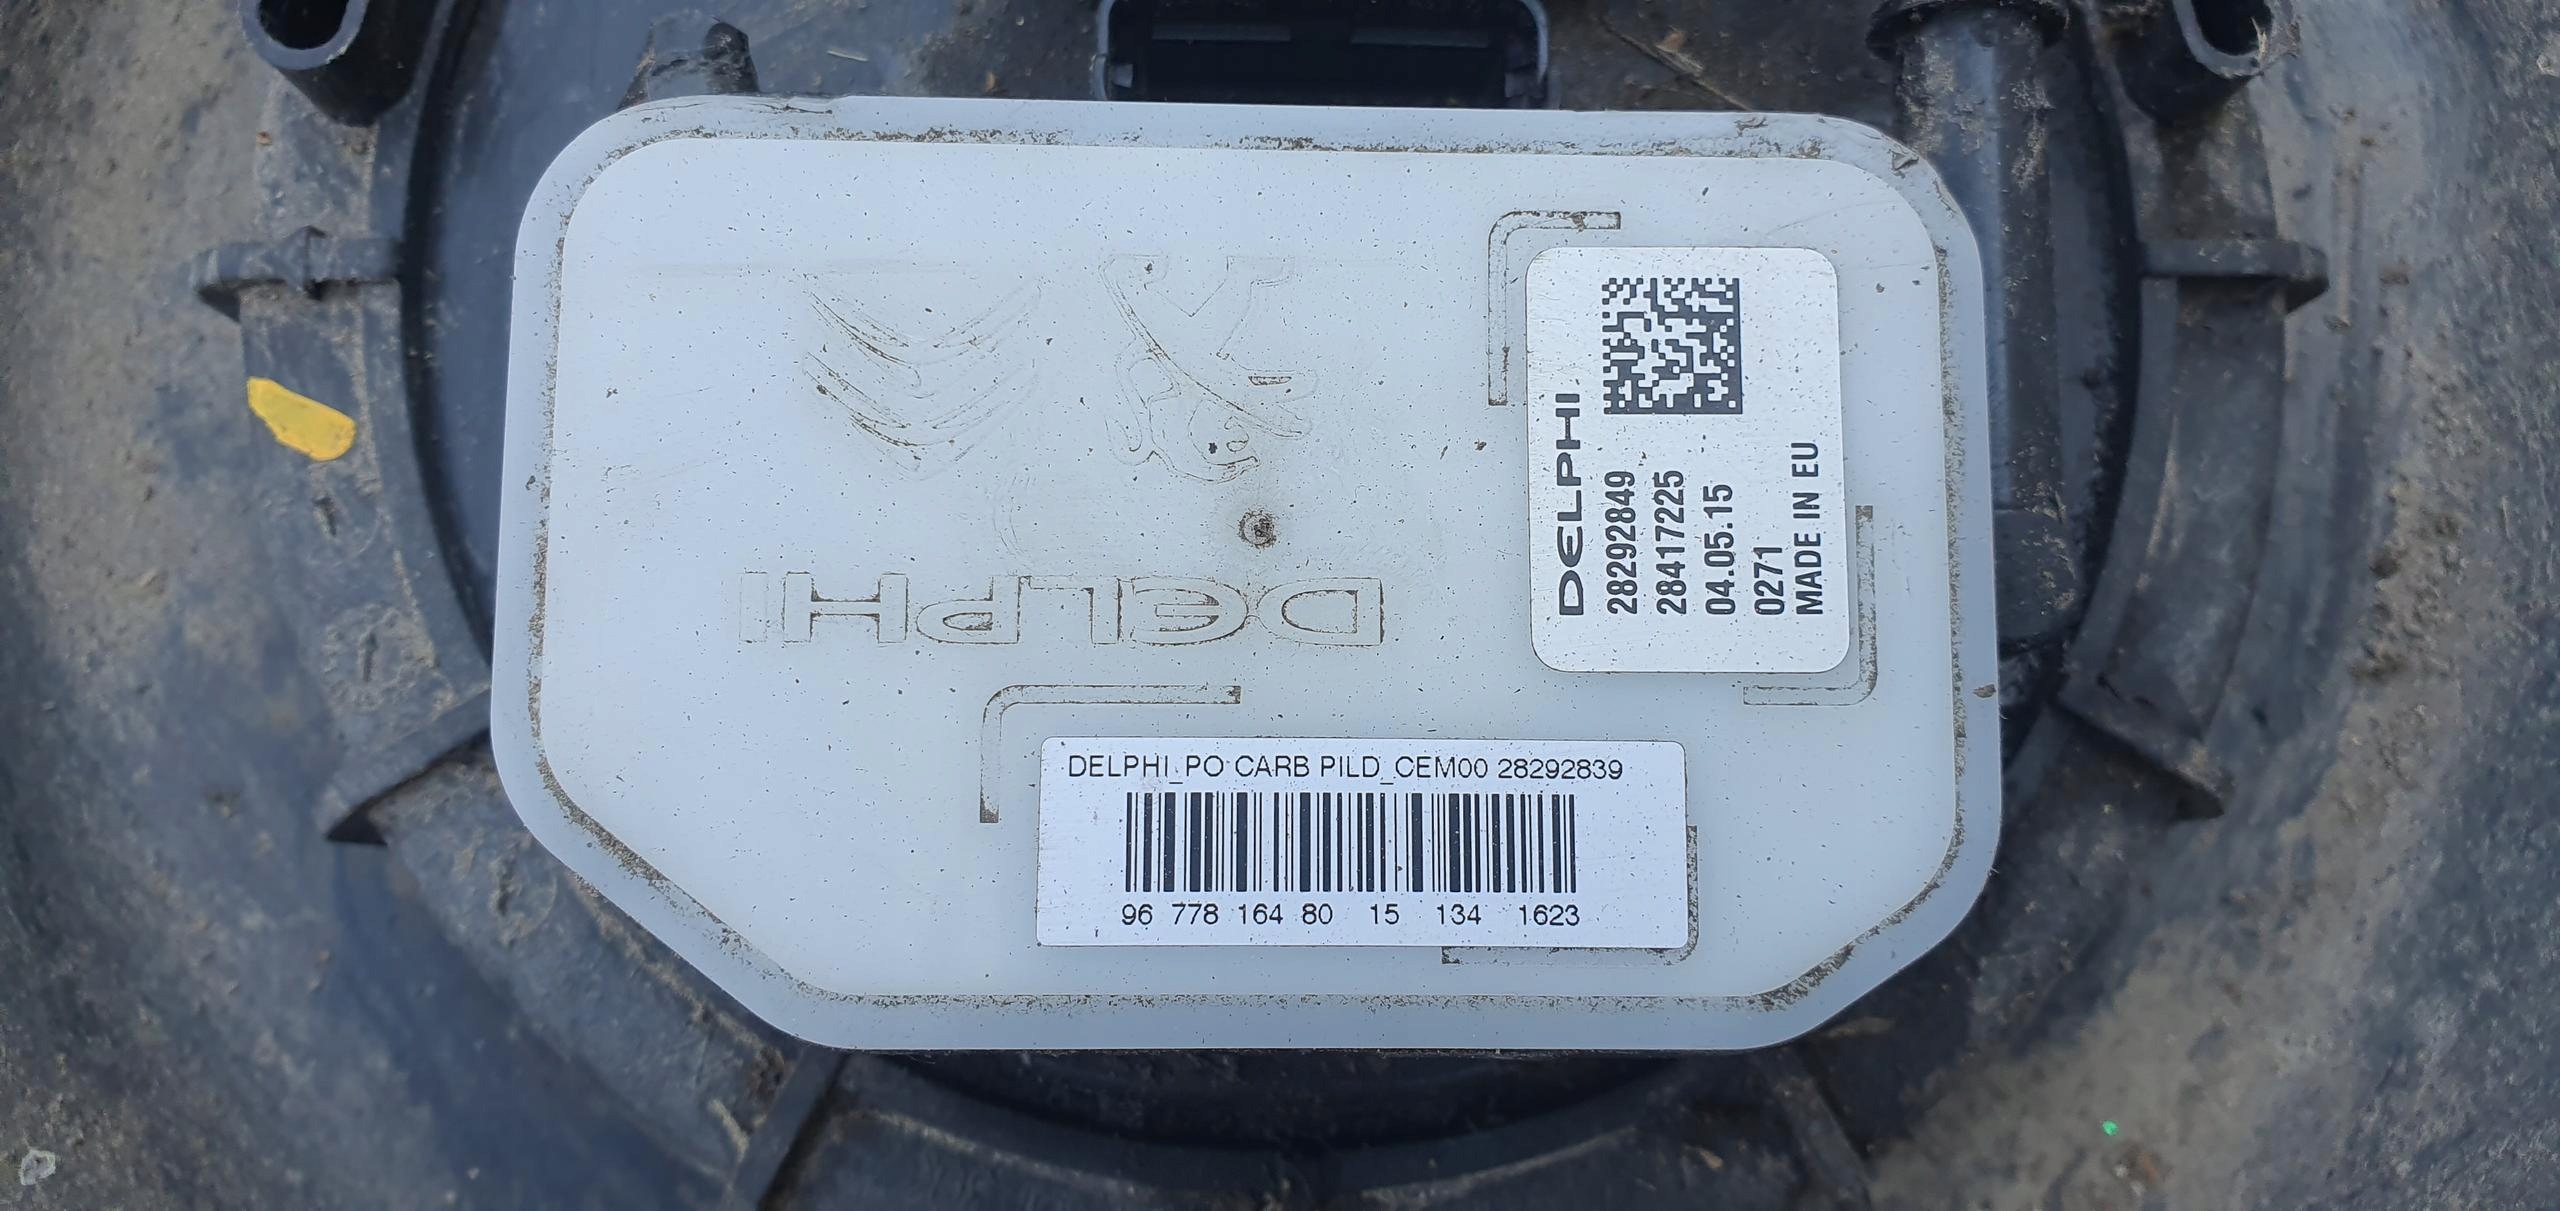 DELPHI
DELPHI
28292849
28417225
04.05.15
0271
MADE IN EU
DELPHI_PO CARB PILD_CEM00 28292839
96 778 164 80 15 134 1623